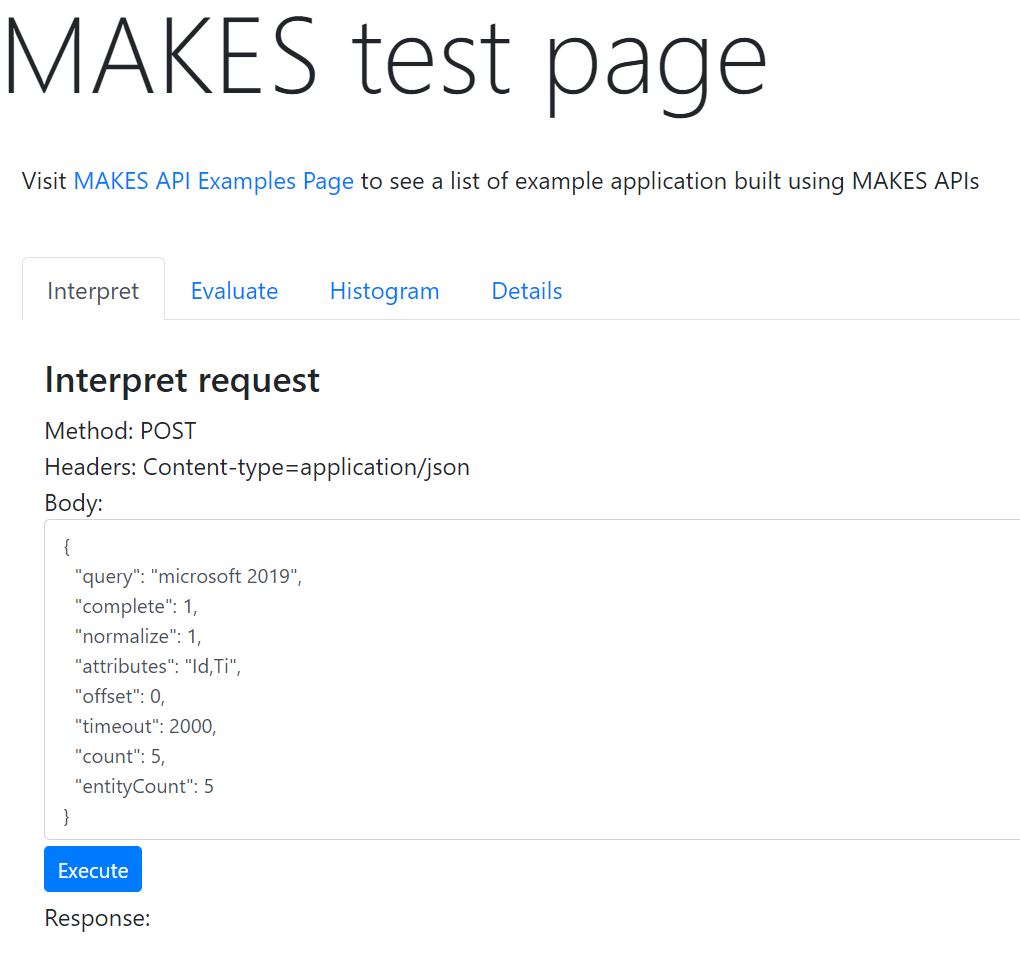 MAKES test page
Visit MAKES API Examples Page to see a list of example application built using MAKES APIs
Interpret Evaluate Histogram Details
Interpret request
Method: POST
Headers: Content-type=application/json
Body:
{
"query": "microsoft 2019",
"complete": 1,
"normalize": 1,
"attributes": "Id,Ti",
"offset": 0,
"timeout": 2000,
"count": 5,
"entityCount": 5
}
Execute
Response: